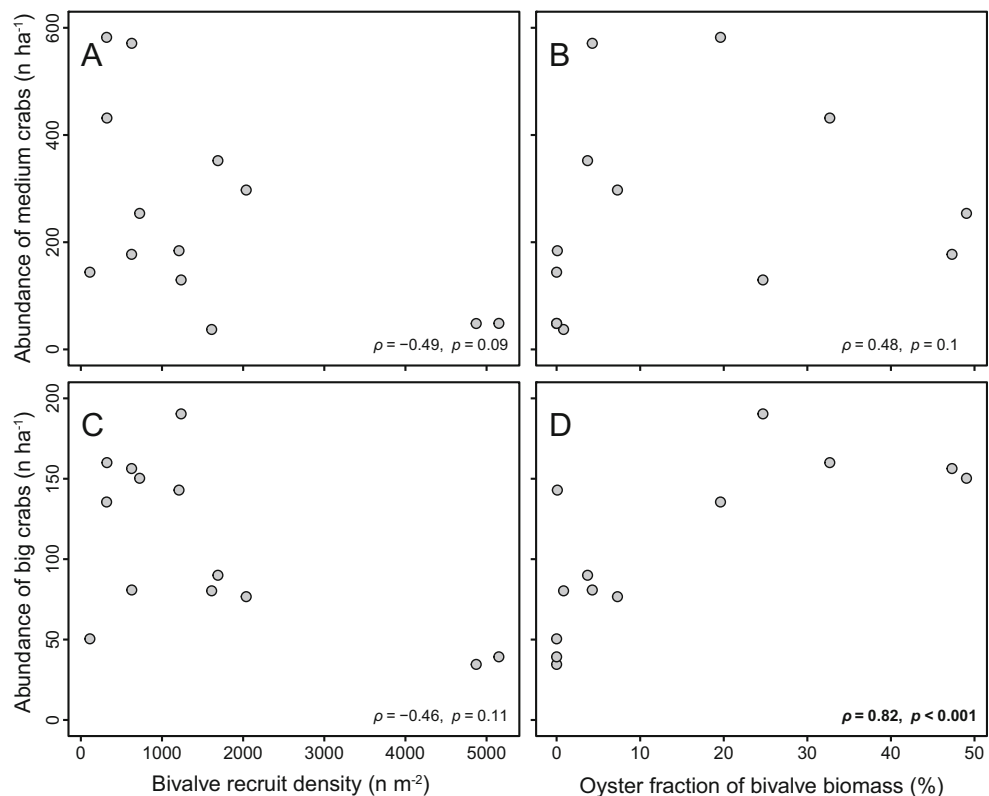 Abundance of medium crabs (n ha⁻¹)
600
400
200
0
A
ρ = −0.49, p = 0.09
B
ρ = 0.48, p = 0.1
Abundance of big crabs (n ha⁻¹)
200
150
100
50
0
C
ρ = −0.46, p = 0.11
D
ρ = 0.82, p < 0.001
0 1000 2000 3000 4000 5000
Bivalve recruit density (n m⁻²)
0 10 20 30 40 50
Oyster fraction of bivalve biomass (%)